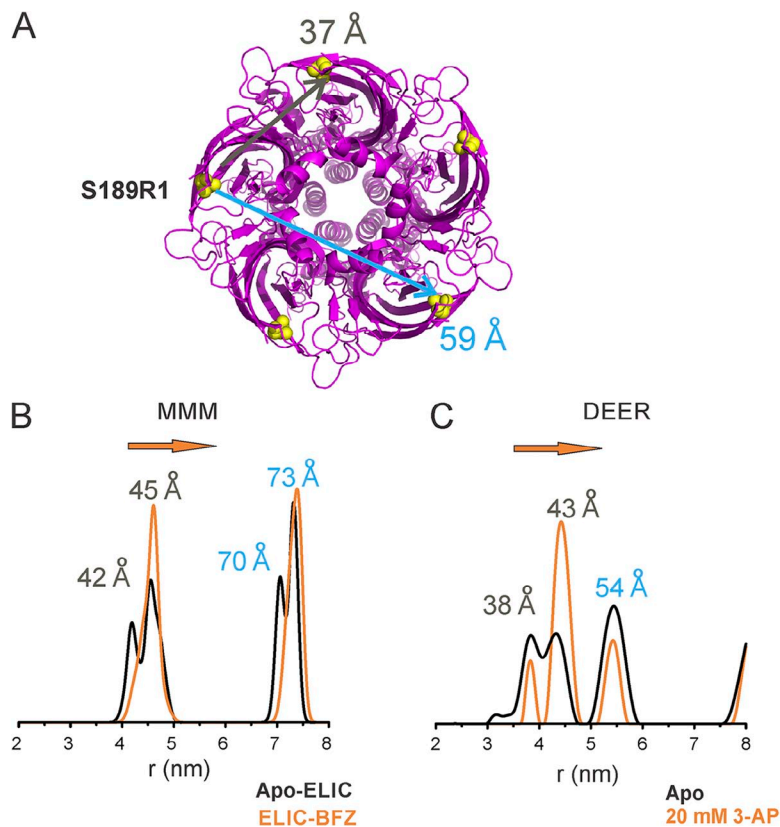 A
37 Å
S189R1
59 Å
B
MMM
45 Å
73 Å
42 Å
70 Å
2 3 4 5 6 7 8
r (nm)
Apo-ELIC
ELIC-BFZ
C
DEER
43 Å
54 Å
38 Å
2 3 4 5 6 7 8
r (nm)
Apo
20 mM 3-AP